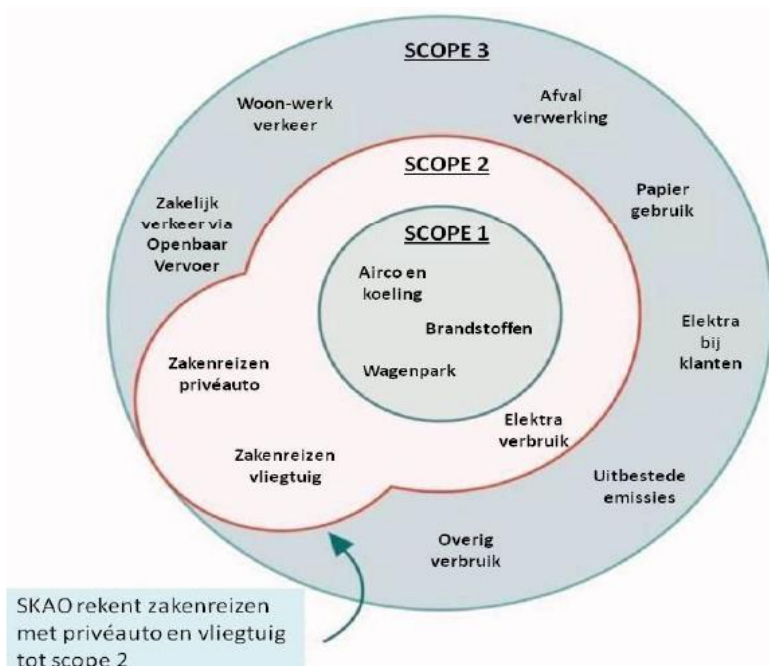 SCOPE 3
Woon-werk
verkeer
Afval
verwerking
SCOPE 2
Zakelijk
verkeer via
Openbaar
Vervoer
Papier
gebruik
SCOPE 1
Airco en
koeling
Brandstoffen
Wagenpark
Elektra
bij
klanten
Zakenreizen
privéauto
Elektra
verbruik
Zakenreizen
vliegtuig
Uitbestede
emissies
Overig
verbruik
SKAO rekent zakenreizen
met privéauto en vliegtuig
tot scope 2